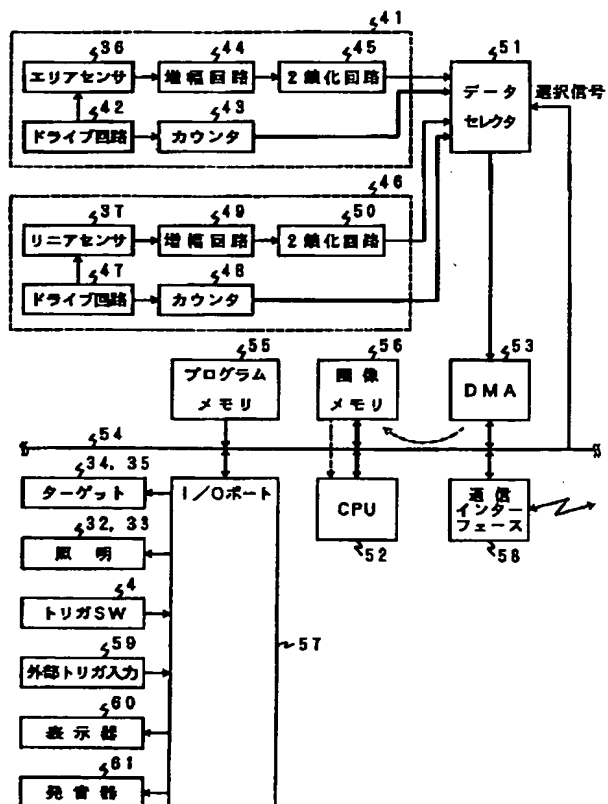 41
36
44
45
51
エリアセンサ
増幅回路
2値化回路
データ
セレクタ
選択信号
42
43
ドライブ回路
カウンタ
46
37
49
50
リニアセンサ
増幅回路
2値化回路
47
48
ドライブ回路
カウンタ
55
56
53
プログラム
メモリ
画像
メモリ
DMA
54
34, 35
ターゲット
I/Oポート
CPU
52
通信
インター
フェース
58
32, 33
照明
4
トリガSW
57
59
外部トリガ入力
60
表示器
61
発音器